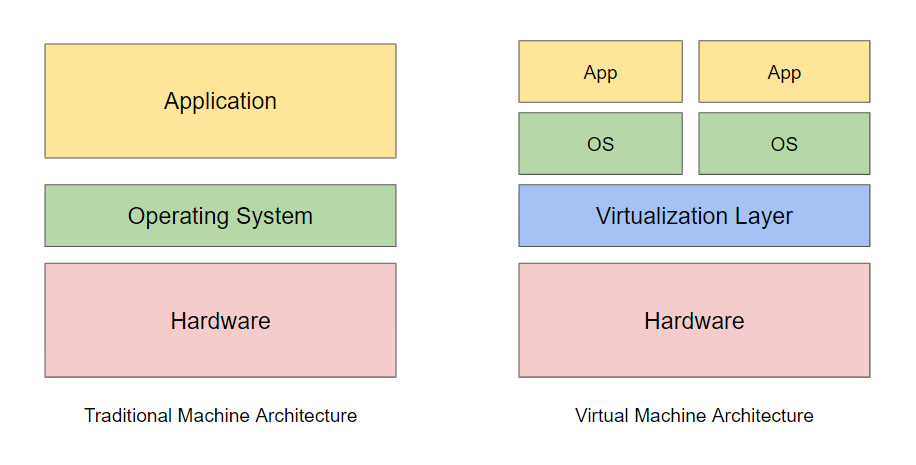 Application
Operating System
Hardware
Traditional Machine Architecture
App
App
OS
OS
Virtualization Layer
Hardware
Virtual Machine Architecture